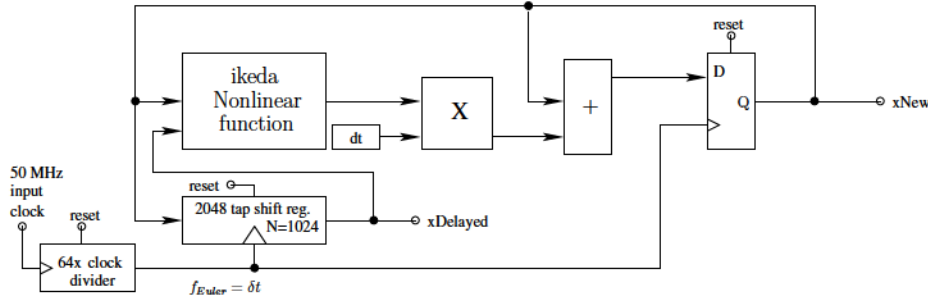 reset
ikeda
Nonlinear
function
X
+
D
Q
xNew
dt
50 MHz
input
clock
reset
reset
2048 tap shift reg.
N=1024
xDelayed
64x clock
divider
f_Euler = δt